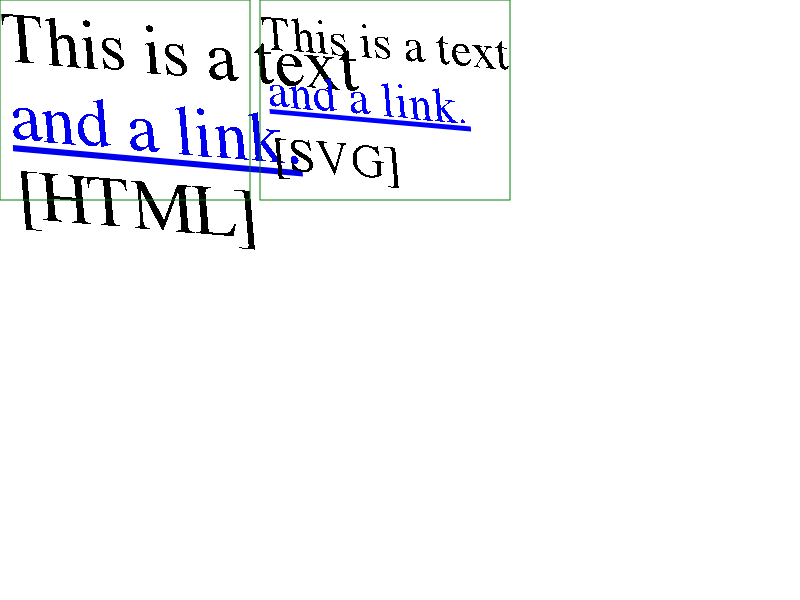 This is a text
and a link.
[HTML]
This is a text
and a link.
[SVG]